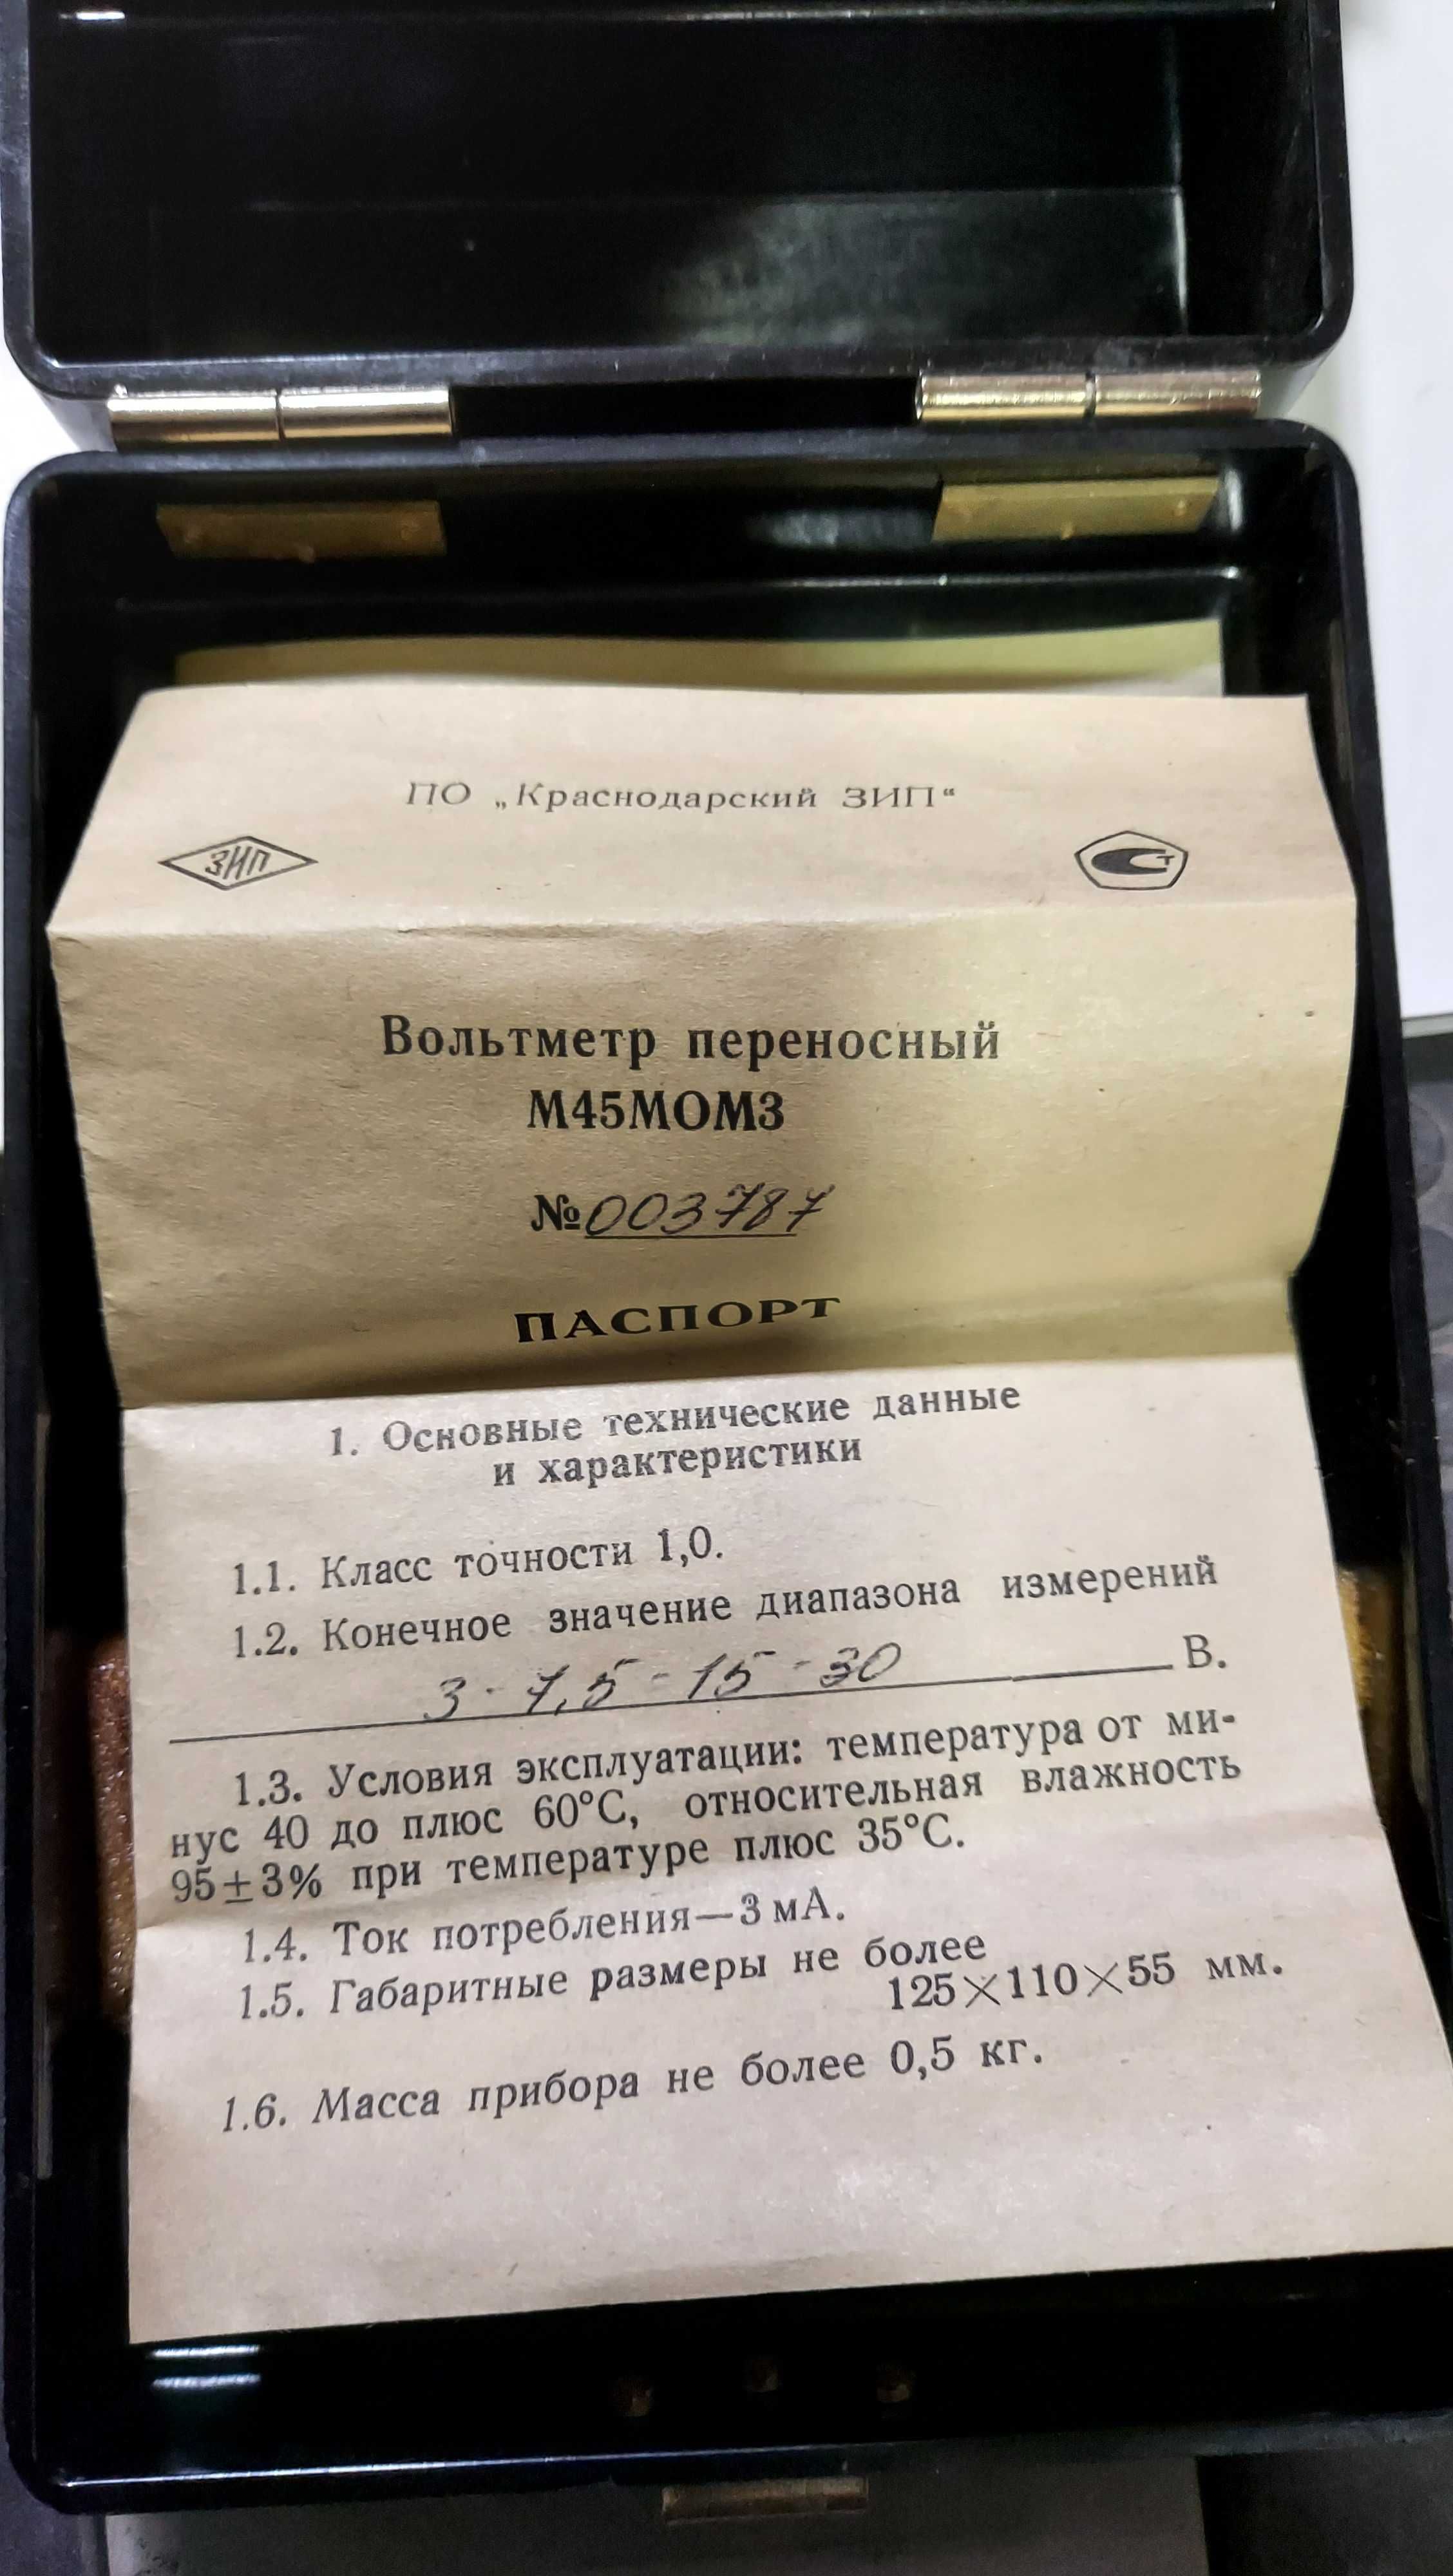 ПО „Краснодарский ЗИП“
ЗИП
Вольтметр переносный
М45МОМ3
№ 003787
ПАСПОРТ
1. Основные технические данные
и характеристики
1.1. Класс точности 1,0.
1.2. Конечное значение диапазона измерений
3 - 7,5 - 15 - 30 В.
1.3. Условия эксплуатации: температура от ми-
нус 40 до плюс 60°С, относительная влажность
95±3% при температуре плюс 35°С.
1.4. Ток потребления—3 мА.
1.5. Габаритные размеры не более
125×110×55 мм.
1.6. Масса прибора не более 0,5 кг.